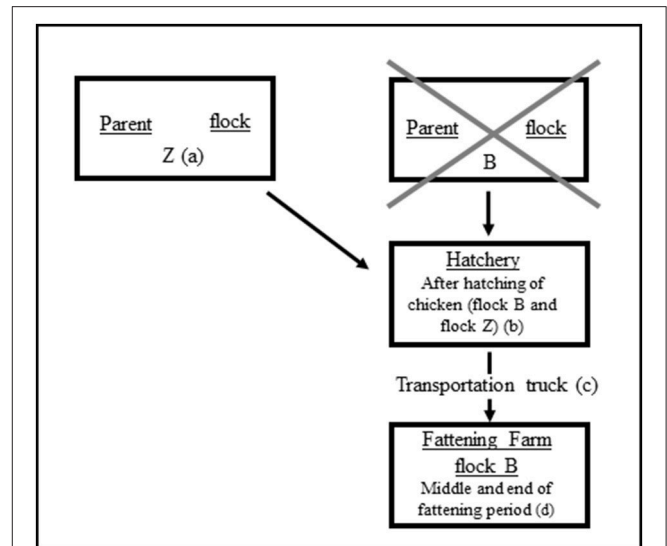 Parent flock
Z (a)
Parent flock
B
Hatchery
After hatching of
chicken (flock B and
flock Z) (b)
Transportation truck (c)
Fattening Farm
flock B
Middle and end of
fattening period (d)